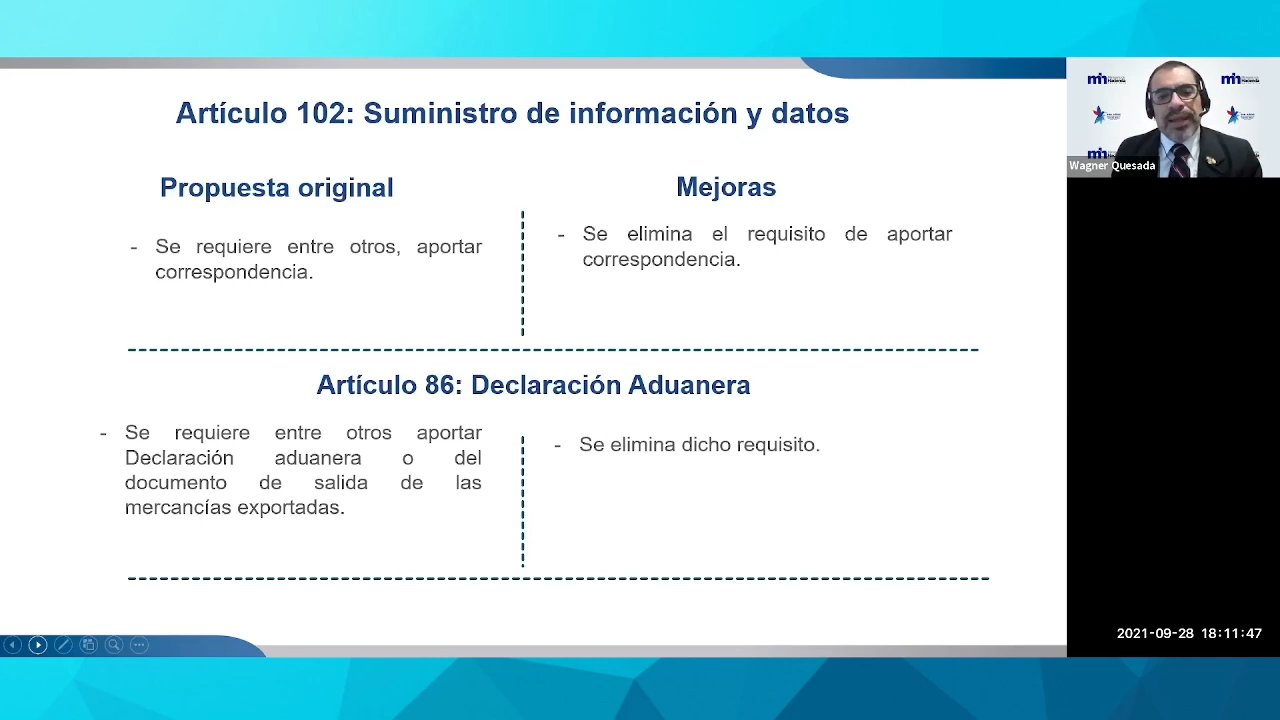 Artículo 102: Suministro de información y datos
Propuesta original
- Se requiere entre otros, aportar
correspondencia.
Mejoras
- Se elimina el requisito de aportar
correspondencia.
Artículo 86: Declaración Aduanera
- Se requiere entre otros aportar
Declaración aduanera o del
documento de salida de las
mercancías exportadas.
- Se elimina dicho requisito.
Wagner Quesada
2021-09-28 18:11:47